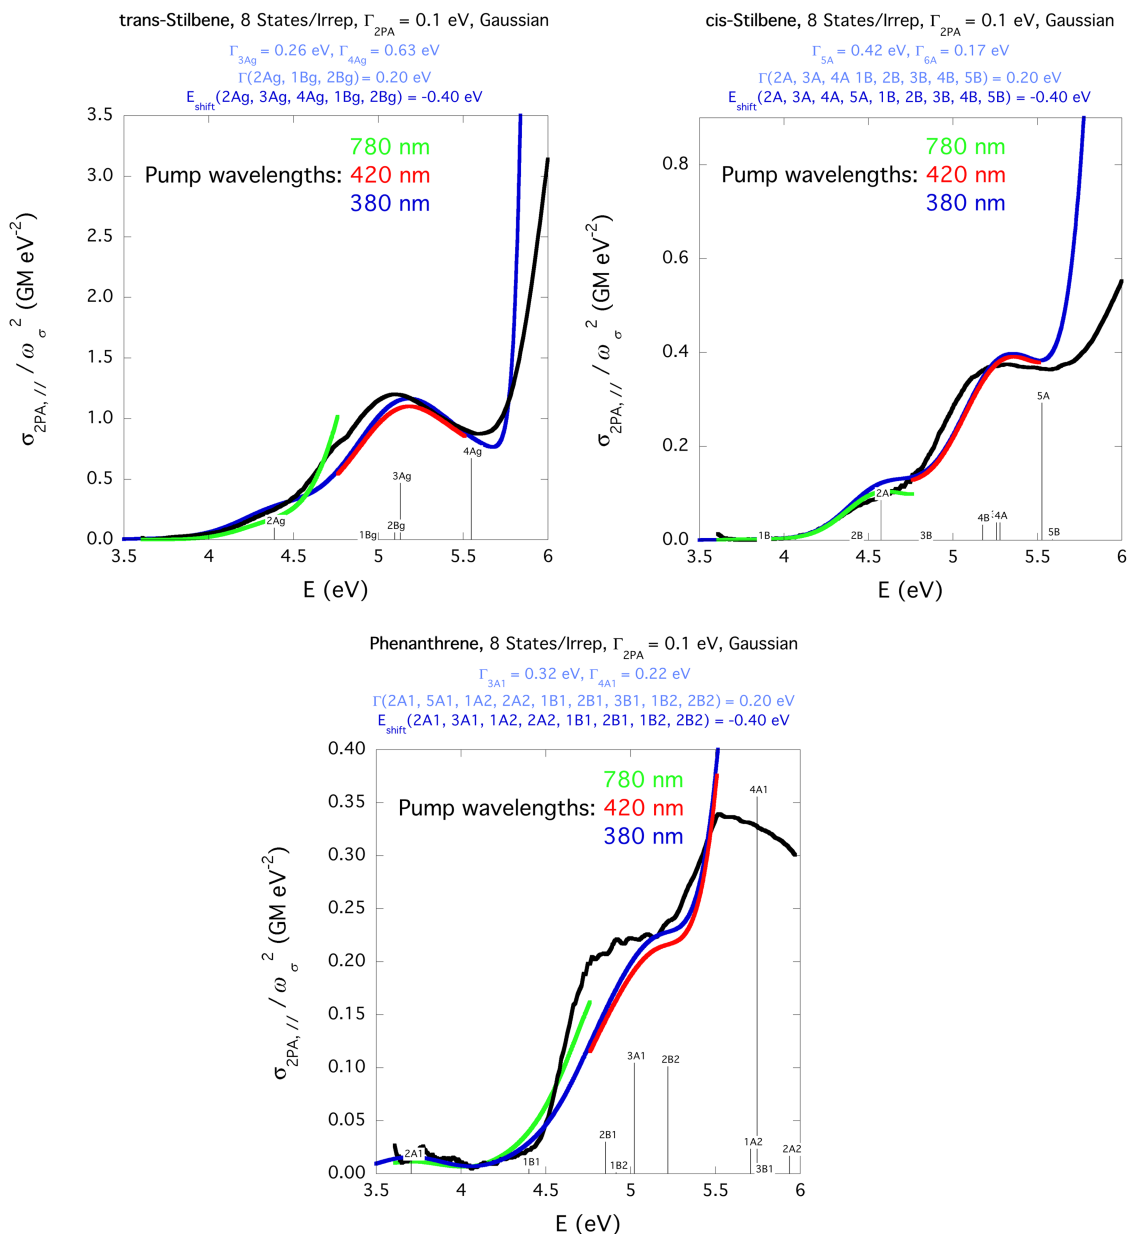 trans-Stilbene, 8 States/Irrep, Γ2PA = 0.1 eV, Gaussian
Γ3Ag = 0.26 eV, Γ4Ag = 0.63 eV
Γ(2Ag, 1Bg, 2Bg)= 0.20 eV
Eshift(2Ag, 3Ag, 4Ag, 1Bg, 2Bg) = -0.40 eV
3.5
3.0
2.5
2.0
1.5
1.0
0.5
0.0
σ2PA, // / ωσ² (GM eV⁻²)
780 nm
Pump wavelengths: 420 nm
380 nm
4Ag
3Ag
2Ag
2Bg
1Bg
3.5 4 4.5 5 5.5 6
E (eV)
cis-Stilbene, 8 States/Irrep, Γ2PA = 0.1 eV, Gaussian
Γ5A = 0.42 eV, Γ6A = 0.17 eV
Γ(2A, 3A, 4A 1B, 2B, 3B, 4B, 5B) = 0.20 eV
Eshift(2A, 3A, 4A, 5A, 1B, 2B, 3B, 4B, 5B) = -0.40 eV
0.8
0.6
0.4
0.2
0.0
σ2PA, // / ωσ² (GM eV⁻²)
780 nm
Pump wavelengths: 420 nm
380 nm
5A
2A
4B
4A
1B
2B
3B
5B
3.5 4 4.5 5 5.5 6
E (eV)
Phenanthrene, 8 States/Irrep, Γ2PA = 0.1 eV, Gaussian
Γ3A1 = 0.32 eV, Γ4A1 = 0.22 eV
Γ(2A1, 5A1, 1A2, 2A2, 1B1, 2B1, 3B1, 1B2, 2B2) = 0.20 eV
Eshift(2A1, 3A1, 1A2, 2A2, 1B1, 2B1, 1B2, 2B2) = -0.40 eV
0.40
0.35
0.30
0.25
0.20
0.15
0.10
0.05
0.00
σ2PA, // / ωσ² (GM eV⁻²)
780 nm
Pump wavelengths: 420 nm
380 nm
4A1
3A1
2B2
2B1
2A1
1B1
1B2
1A2
3B1
2A2
3.5 4 4.5 5 5.5 6
E (eV)